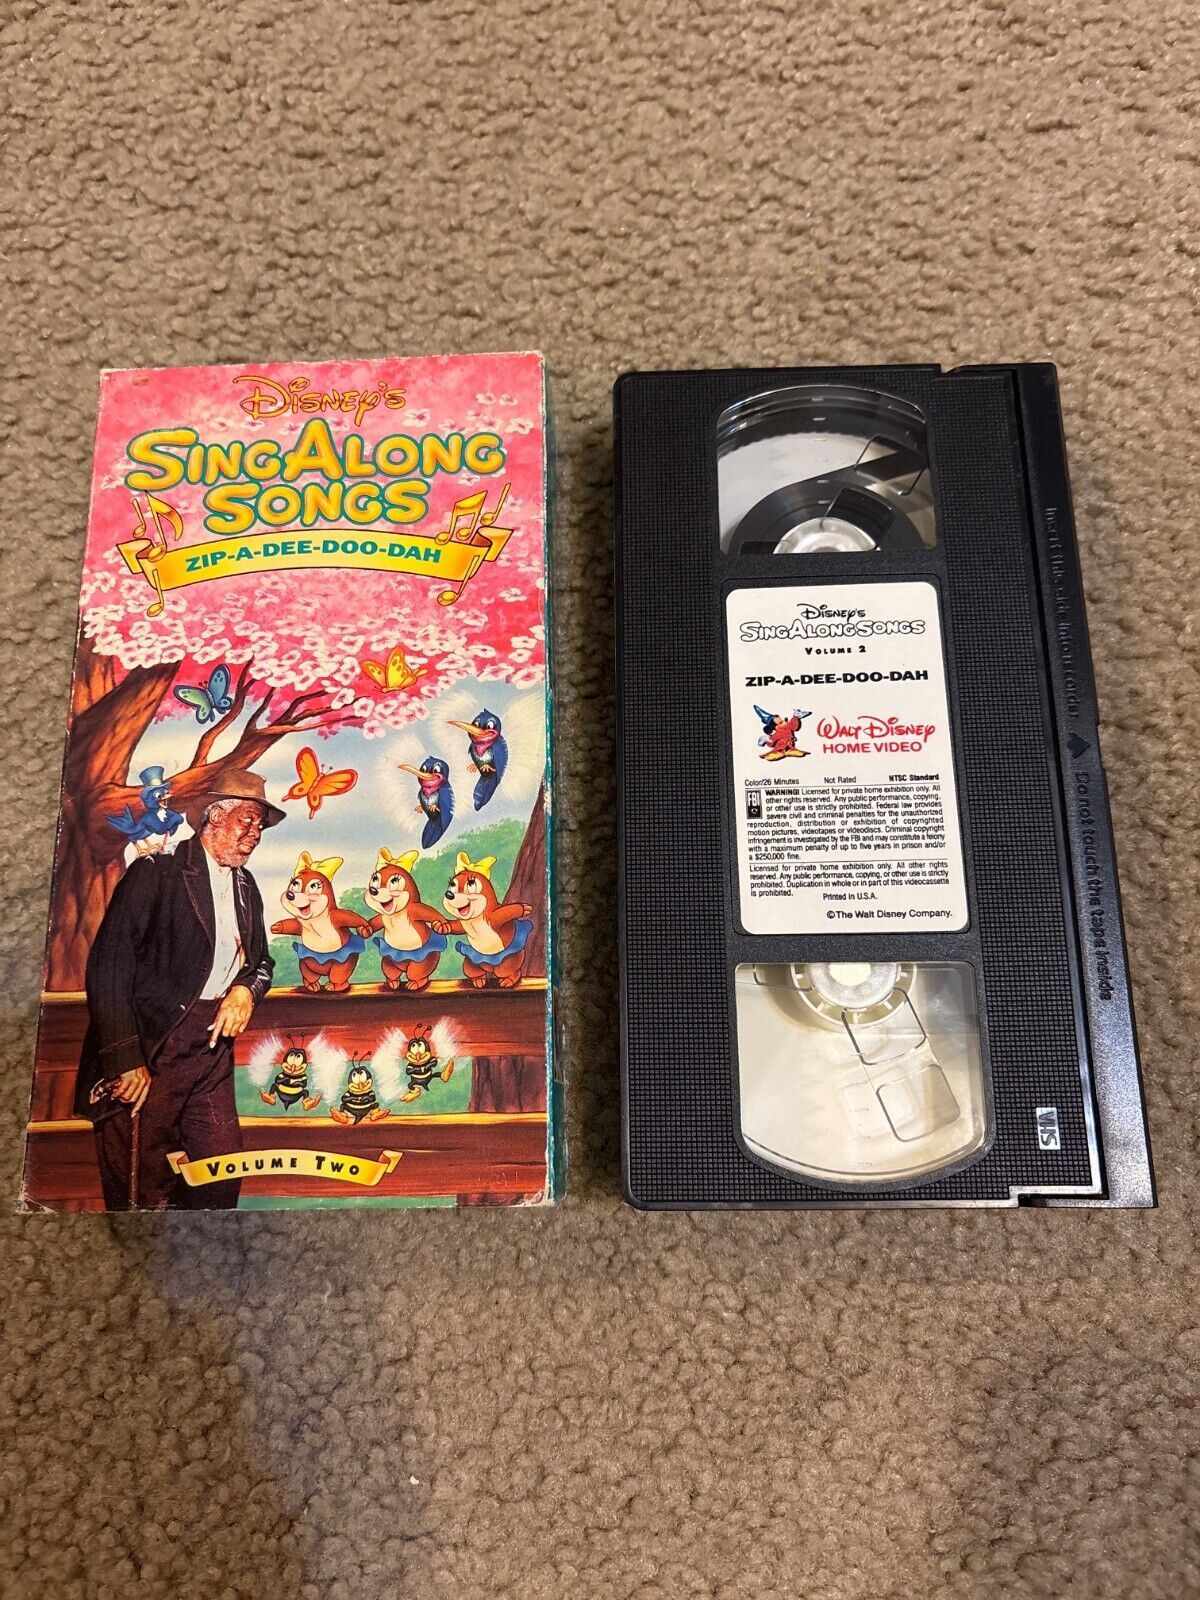 Disney's
Sing Along
Songs
ZIP-A-DEE-DOO-DAH
Volume Two
Disney's
SingAlongSongs
Volume 2
ZIP-A-DEE-DOO-DAH
Walt Disney
HOME VIDEO
Color/26 Minutes Not Rated NTSC Standard
FBI WARNING! Licensed for private home exhibition only. All
other rights reserved. Any public performance, copying,
or other use is strictly prohibited. Federal law provides
severe civil and criminal penalties for the unauthorized
reproduction, distribution or exhibition of copyrighted
motion pictures, videotapes or videodiscs. Criminal copyright
infringement is investigated by the FBI and may constitute a felony
with a maximum penalty of up to five years in prison and/or
a $250,000 fine.
Licensed for private home exhibition only. All other rights
reserved. Any public performance, copying, or other use is strictly
prohibited. Duplication in whole or in part of this videocassette
is prohibited.
Printed in U.S.A.
©The Walt Disney Company.
Insert this side into recorder
Do not touch the tape inside
VHS